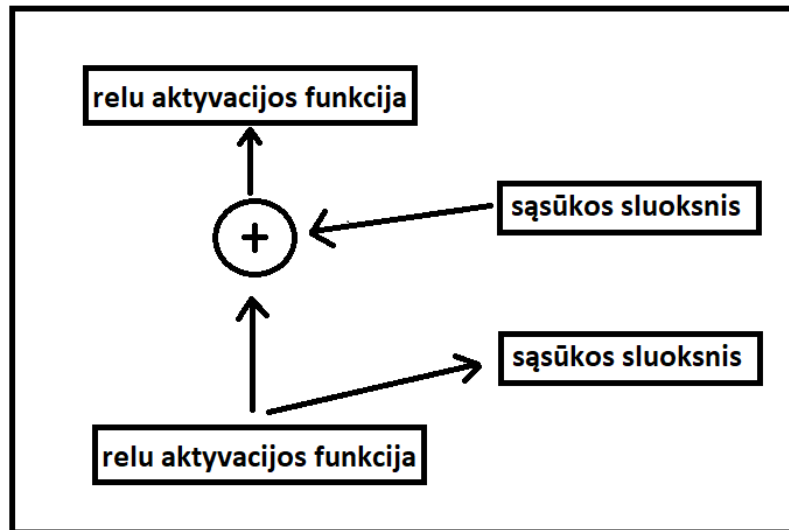 relu aktyvacijos funkcija
sąsūkos sluoksnis
+
sąsūkos sluoksnis
relu aktyvacijos funkcija